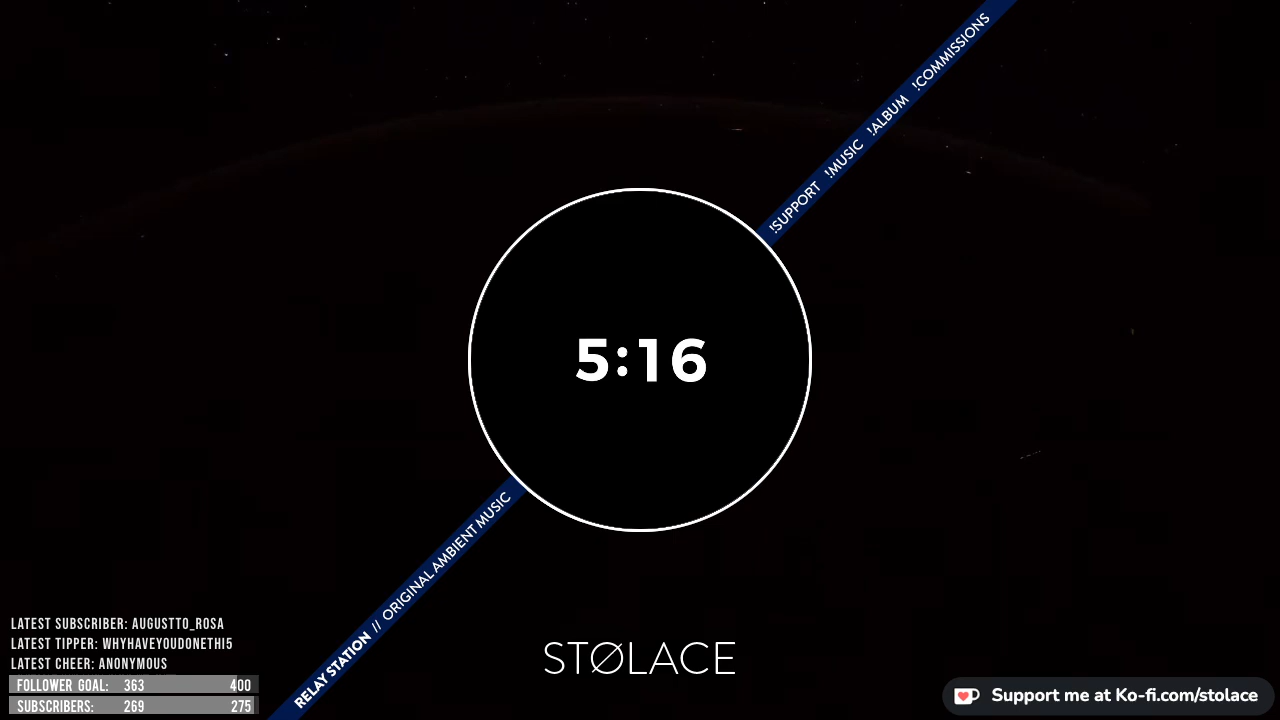 !SUPPORT !MUSIC !ALBUM !COMMISSIONS
5:16
RELAY STATION // ORIGINAL AMBIENT MUSIC
STØLACE
LATEST SUBSCRIBER: AUGUSTTO_ROSA
LATEST TIPPER: WHYHAVEYOUDONETHI5
LATEST CHEER: ANONYMOUS
FOLLOWER GOAL: 363 400
SUBSCRIBERS: 269 275
Support me at Ko-fi.com/stolace